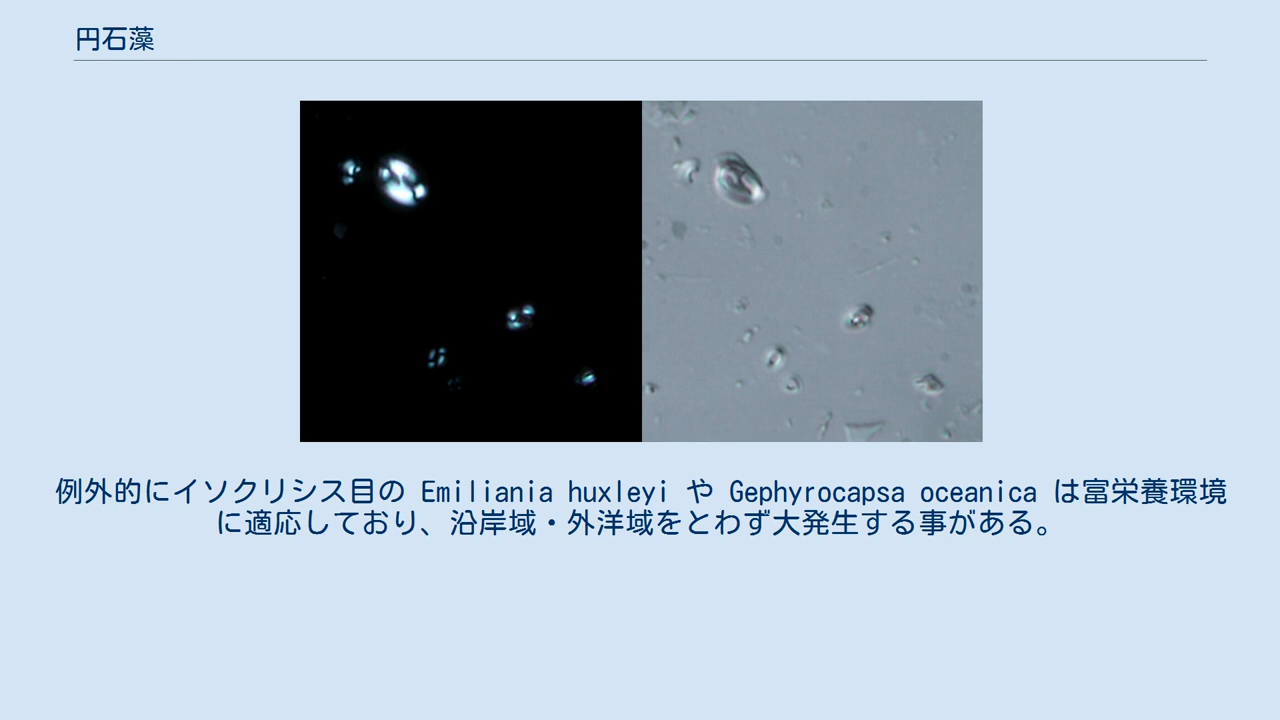 円石藻
例外的にイソクリシス目の Emiliania huxleyi や Gephyrocapsa oceanica は富栄養環境
に適応しており、沿岸域・外洋域をとわず大発生する事がある。